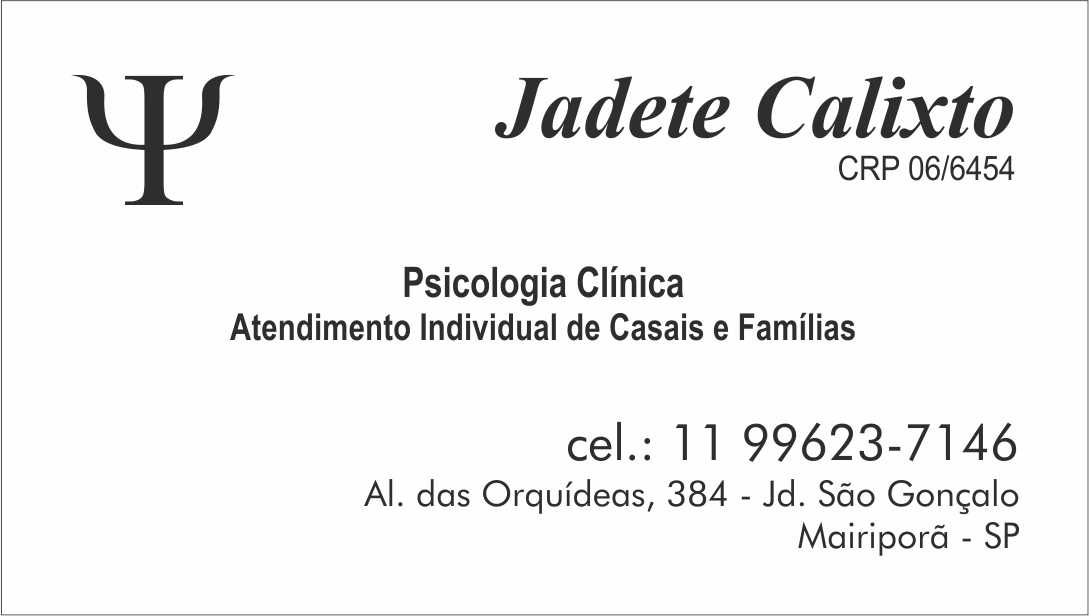 Ψ
Jadete Calixto
CRP 06/6454
Psicologia Clínica
Atendimento Individual de Casais e Famílias
cel.: 11 99623-7146
Al. das Orquídeas, 384 - Jd. São Gonçalo
Mairiporã - SP